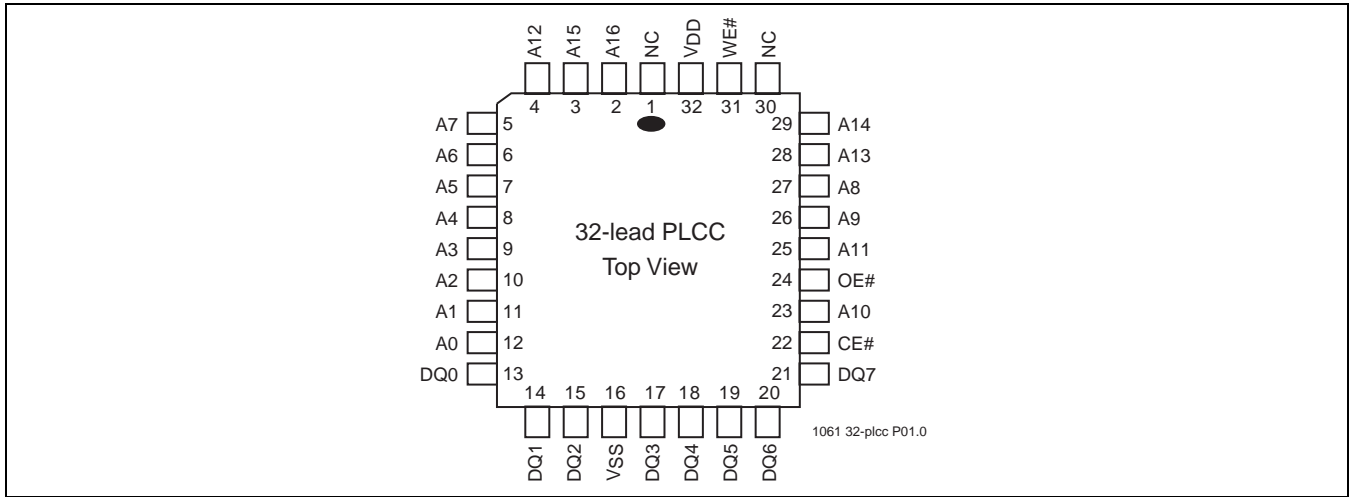 A12 A15 A16 NC VDD WE# NC
4 3 2 1 32 31 30
A7 5 29 A14
A6 6 28 A13
A5 7 27 A8
A4 8 26 A9
32-lead PLCC
A3 9 25 A11
Top View
A2 10 24 OE#
A1 11 23 A10
A0 12 22 CE#
DQ0 13 21 DQ7
14 15 16 17 18 19 20
DQ1 DQ2 VSS DQ3 DQ4 DQ5 DQ6
1061 32-plcc P01.0